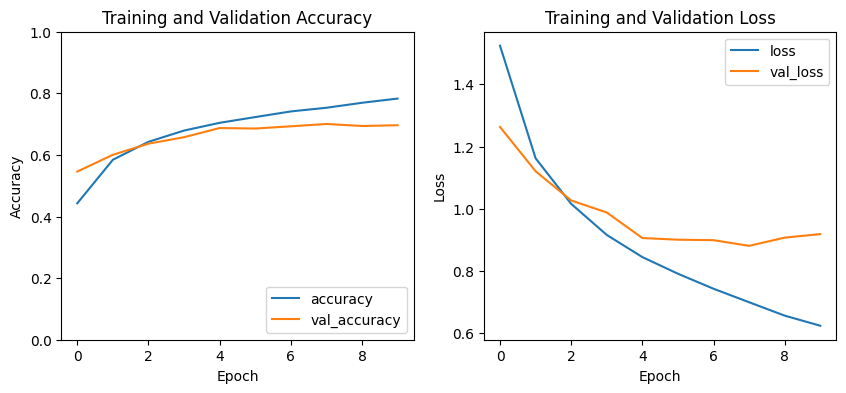 Training and Validation Accuracy
1.0
0.8
0.6
0.4
0.2
0.0
Accuracy
accuracy
val_accuracy
0 2 4 6 8
Epoch
Training and Validation Loss
loss
val_loss
1.4
1.2
1.0
0.8
0.6
Loss
0 2 4 6 8
Epoch